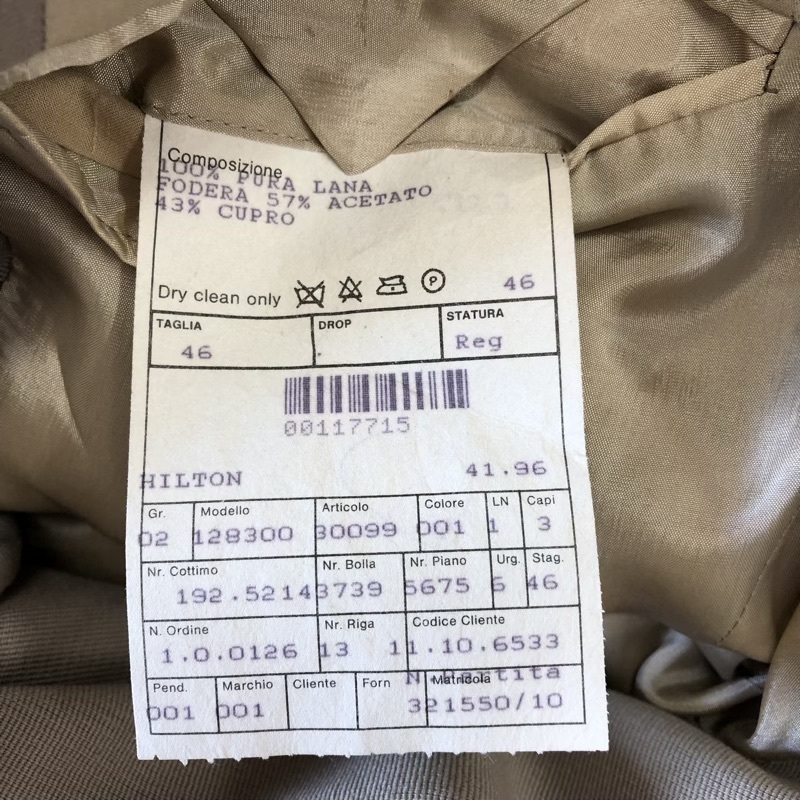 Composizione
100% PURA LANA
FODERA 57% ACETATO
43% CUPRO
Dry clean only P 46
TAGLIA DROP STATURA
46 Reg
00117715
HILTON 41.96
Gr. Modello Articolo Colore LN Capi
02 128300 30099 001 1 3
Nr. Cottimo Nr. Bolla Nr. Piano Urg. Stag.
192.5214 3739 5675 6 46
N. Ordine Nr. Riga Codice Cliente
1.0.0126 13 11.10.6533
Pend. Marchio Cliente Forn Matricola
001 001 321550/10